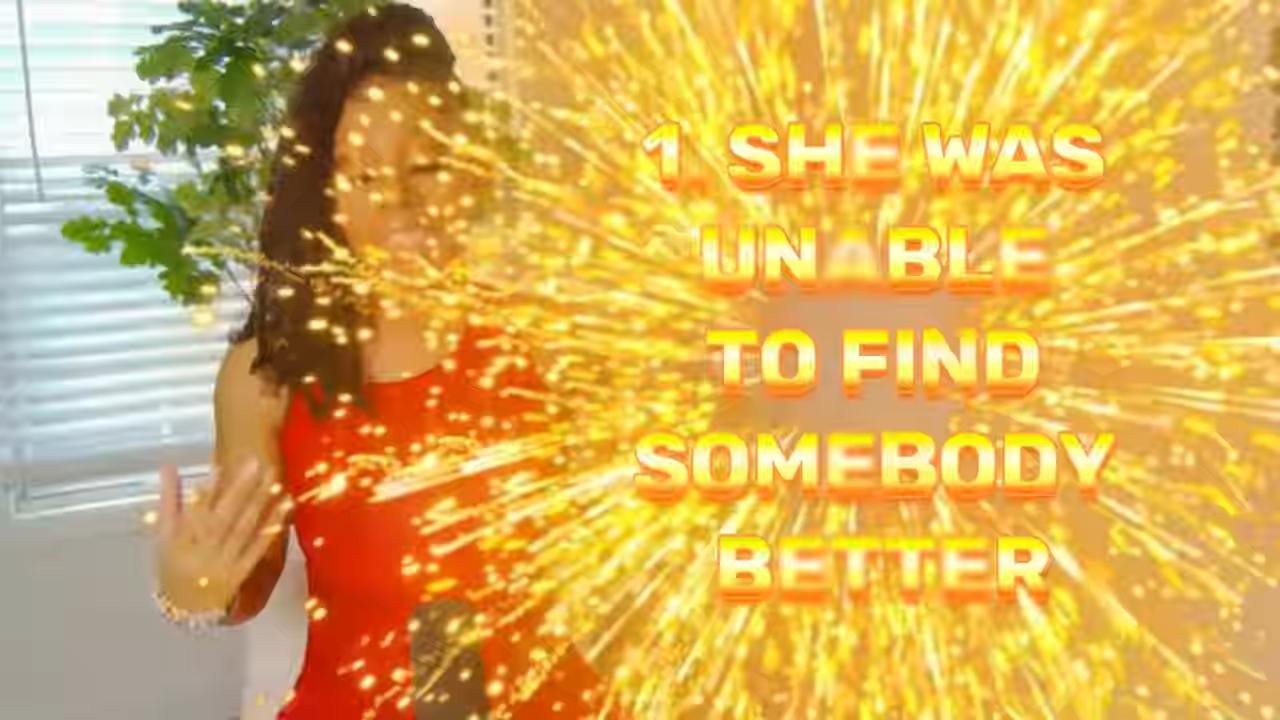 1 SHE WAS
UNABLE
TO FIND
SOMEBODY
BETTER